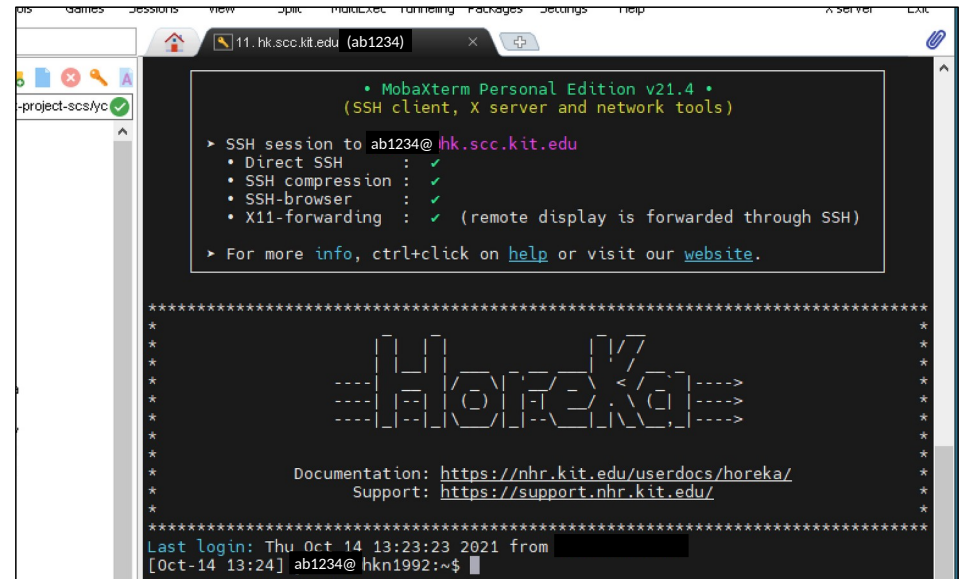 Games Sessions View Split MultiExec Tunneling Packages Settings Help X server Exit
11. hk.scc.kit.edu (ab1234)
-project-scs/yc
• MobaXterm Personal Edition v21.4 •
(SSH client, X server and network tools)
➤ SSH session to ab1234@ hk.scc.kit.edu
• Direct SSH : ✔
• SSH compression : ✔
• SSH-browser : ✔
• X11-forwarding : ✔ (remote display is forwarded through SSH)
➤ For more info, ctrl+click on help or visit our website.
HoreKa
Documentation: https://nhr.kit.edu/userdocs/horeka/
Support: https://support.nhr.kit.edu/
Last login: Thu Oct 14 13:23:23 2021 from
[Oct-14 13:24] ab1234@ hkn1992:~$